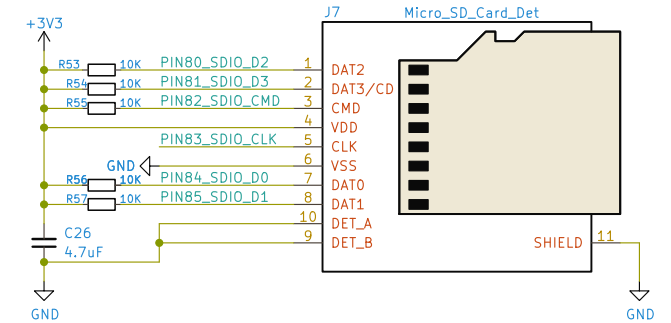 J7 Micro_SD_Card_Det
+3V3
R53 10K PIN80_SDIO_D2 1 DAT2
R54 10K PIN81_SDIO_D3 2 DAT3/CD
R55 10K PIN82_SDIO_CMD 3 CMD
4 VDD
PIN83_SDIO_CLK 5 CLK
GND 6 VSS
R56 10K PIN84_SDIO_D0 7 DAT0
R57 10K PIN85_SDIO_D1 8 DAT1
10 DET_A
C26 9 DET_B SHIELD 11
4.7uF
GND GND